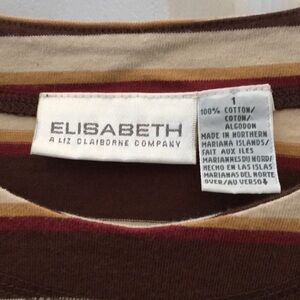 ELISABETH
A LIZ CLAIBORNE COMPANY
1
100% COTTON/
COTON/
ALGODON
MADE IN NORTHERN
MARIANA ISLANDS/
FAIT AUX ILES
MARIANNES DU NORD/
HECHO EN LAS ISLAS
MARIANAS DEL NORTE
OVER/AU VERSO